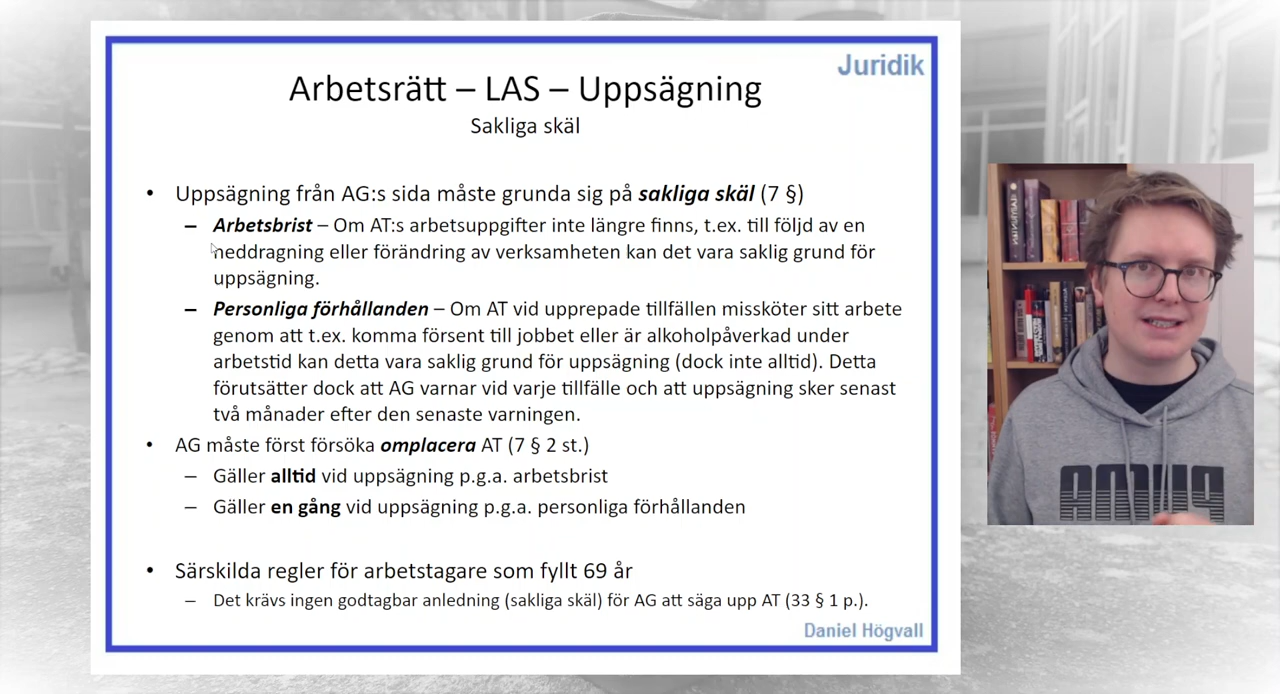 Juridik
Arbetsrätt – LAS – Uppsägning
Sakliga skäl
• Uppsägning från AG:s sida måste grunda sig på sakliga skäl (7 §)
– Arbetsbrist – Om AT:s arbetsuppgifter inte längre finns, t.ex. till följd av en
neddragning eller förändring av verksamheten kan det vara saklig grund för
uppsägning.
– Personliga förhållanden – Om AT vid upprepade tillfällen missköter sitt arbete
genom att t.ex. komma försent till jobbet eller är alkoholpåverkad under
arbetstid kan detta vara saklig grund för uppsägning (dock inte alltid). Detta
förutsätter dock att AG varnar vid varje tillfälle och att uppsägning sker senast
två månader efter den senaste varningen.
• AG måste först försöka omplacera AT (7 § 2 st.)
– Gäller alltid vid uppsägning p.g.a. arbetsbrist
– Gäller en gång vid uppsägning p.g.a. personliga förhållanden
• Särskilda regler för arbetstagare som fyllt 69 år
– Det krävs ingen godtagbar anledning (sakliga skäl) för AG att säga upp AT (33 § 1 p.).
Daniel Högvall